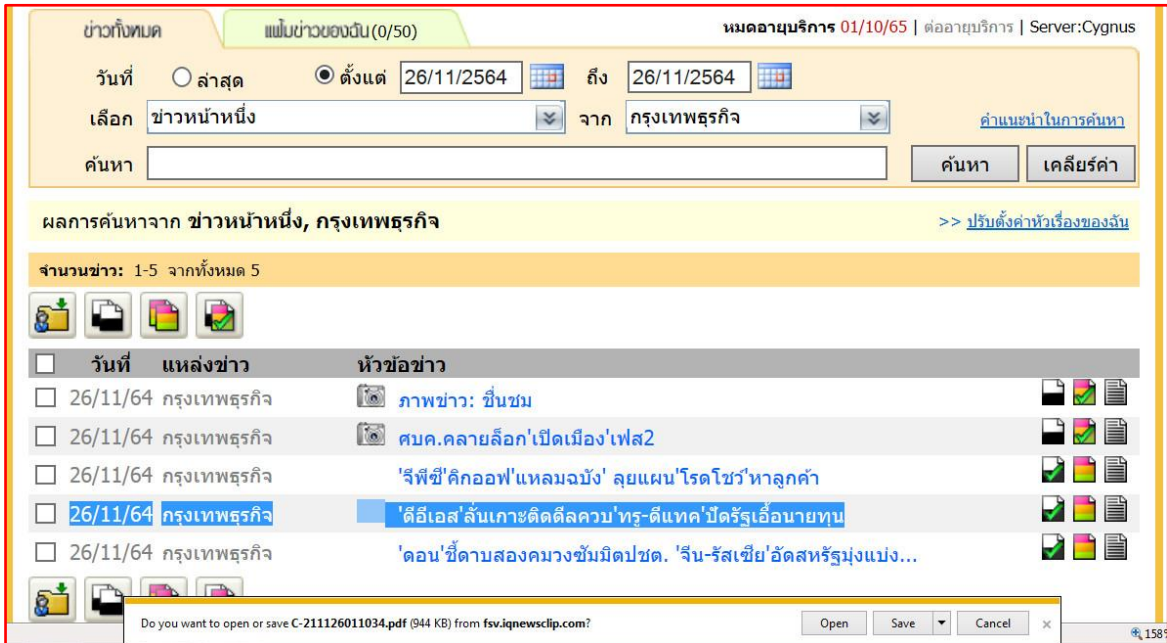 ข่าวทั้งหมด แฟ้มข่าวของฉัน(0/50) หมดอายุบริการ 01/10/65 | ต่ออายุบริการ | Server:Cygnus
วันที่ ล่าสุด ตั้งแต่ 26/11/2564 ถึง 26/11/2564
เลือก ข่าวหน้าหนึ่ง จาก กรุงเทพธุรกิจ คำแนะนำในการค้นหา
ค้นหา ค้นหา เคลียร์ค่า
ผลการค้นหาจาก ข่าวหน้าหนึ่ง, กรุงเทพธุรกิจ >> ปรับตั้งค่าหัวเรื่องของฉัน
จำนวนข่าว: 1-5 จากทั้งหมด 5
วันที่ แหล่งข่าว หัวข้อข่าว
26/11/64 กรุงเทพธุรกิจ ภาพข่าว: ชื่นชม
26/11/64 กรุงเทพธุรกิจ ศบค.คลายล็อก'เปิดเมือง'เฟส2
26/11/64 กรุงเทพธุรกิจ 'จีพีซี'คิกออฟ'แหลมฉบัง' ลุยแผน'โรดโชว์'หาลูกค้า
26/11/64 กรุงเทพธุรกิจ 'ดีอีเอส'ลั่นเกาะติดดีลควบ'ทรู-ดีแทค'ปัดรัฐเอื้อนายทุน
26/11/64 กรุงเทพธุรกิจ 'ดอน'ชี้ดาบสองคมวงซัมมิตปชต. 'จีน-รัสเซีย'อัดสหรัฐมุ่งแบ่ง...
Do you want to open or save C-211126011034.pdf (944 KB) from fsv.iqnewsclip.com? Open Save Cancel
158%